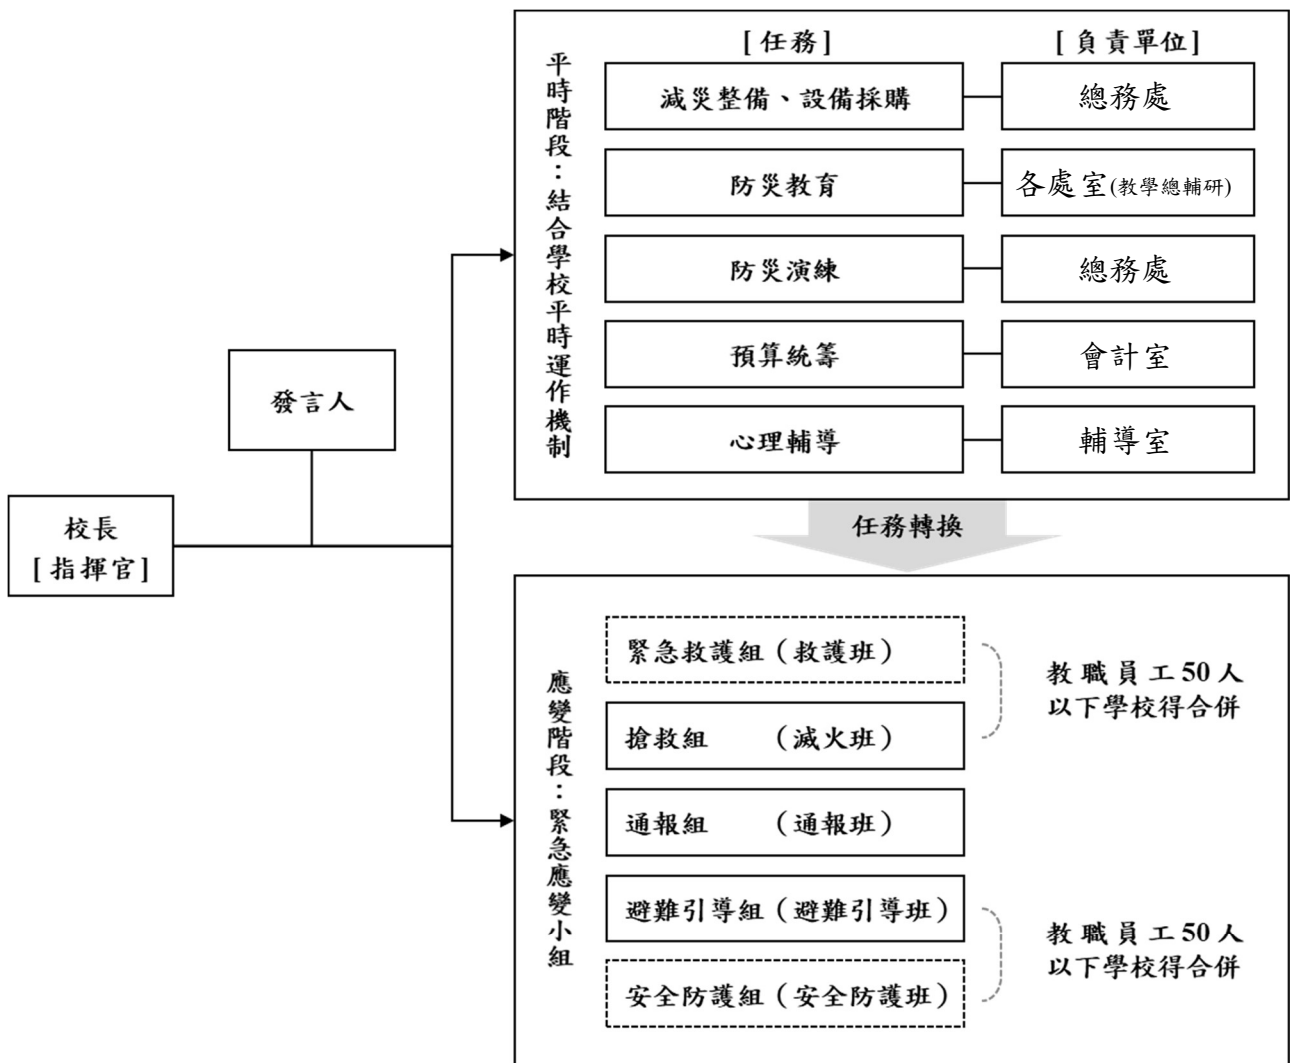 校長
[指揮官]
發言人
平時階段：結合學校平時運作機制
[任務] [負責單位]
減災整備、設備採購 總務處
防災教育 各處室(教學總輔研)
防災演練 總務處
預算統籌 會計室
心理輔導 輔導室
任務轉換
應變階段：緊急應變小組
緊急救護組（救護班）
搶救組 （滅火班）
教職員工50人
以下學校得合併
通報組 （通報班）
避難引導組（避難引導班）
安全防護組（安全防護班）
教職員工50人
以下學校得合併